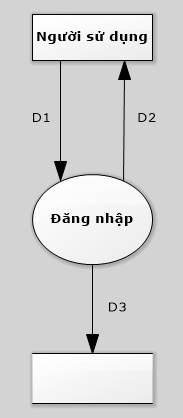 Người sử dụng
D1
D2
Đăng nhập
D3